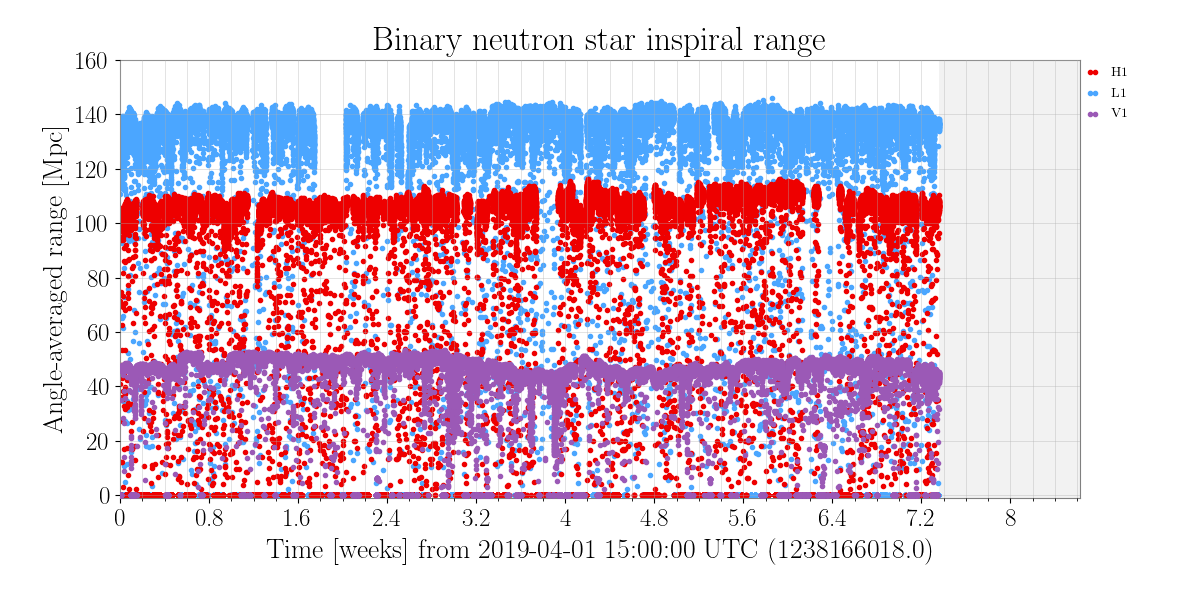 Binary neutron star inspiral range
160
140
120
100
80
60
40
20
0
Angle-averaged range [Mpc]
0 0.8 1.6 2.4 3.2 4 4.8 5.6 6.4 7.2 8
Time [weeks] from 2019-04-01 15:00:00 UTC (1238166018.0)
H1
L1
V1